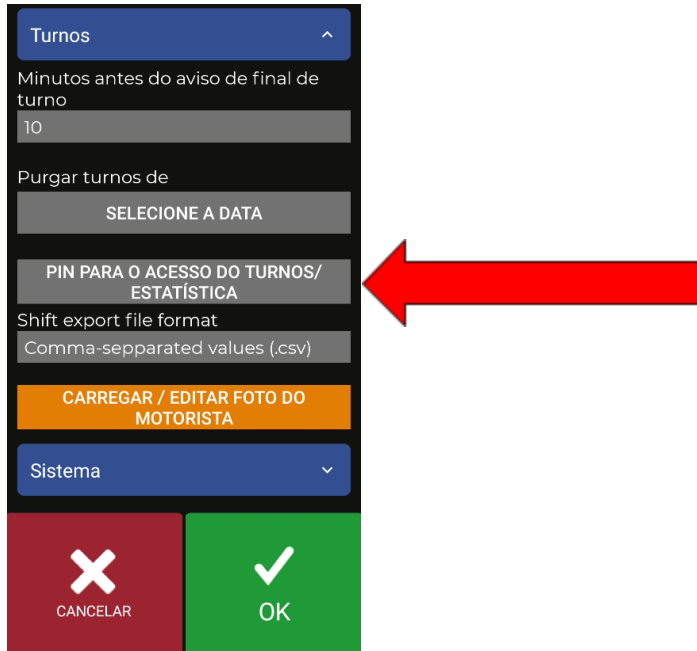 Turnos
Minutos antes do aviso de final de
turno
10
Purgar turnos de
SELECIONE A DATA
PIN PARA O ACESSO DO TURNOS/
ESTATÍSTICA
Shift export file format
Comma-sepparated values (.csv)
CARREGAR / EDITAR FOTO DO
MOTORISTA
Sistema
CANCELAR
OK